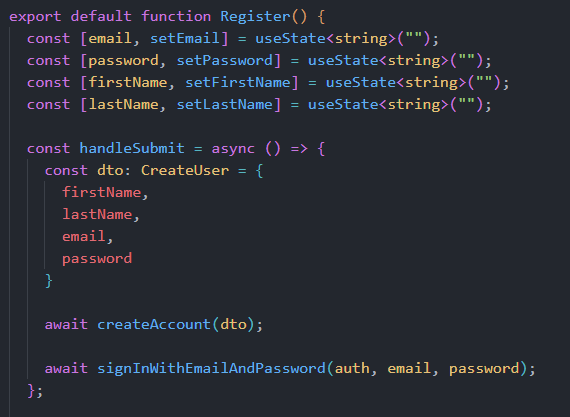 export default function Register() {
const [email, setEmail] = useState<string>("");
const [password, setPassword] = useState<string>("");
const [firstName, setFirstName] = useState<string>("");
const [lastName, setLastName] = useState<string>("");
const handleSubmit = async () => {
const dto: CreateUser = {
firstName,
lastName,
email,
password
}
await createAccount(dto);
await signInWithEmailAndPassword(auth, email, password);
};